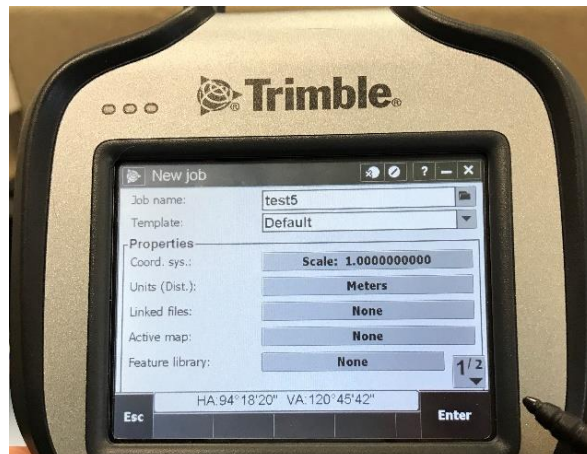 Trimble®
New job ? – ×
Job name: test5
Template: Default
Properties
Coord. sys.: Scale: 1.0000000000
Units (Dist.): Meters
Linked files: None
Active map: None
Feature library: None
1/2
HA:94°18'20" VA:120°45'42"
Esc Enter